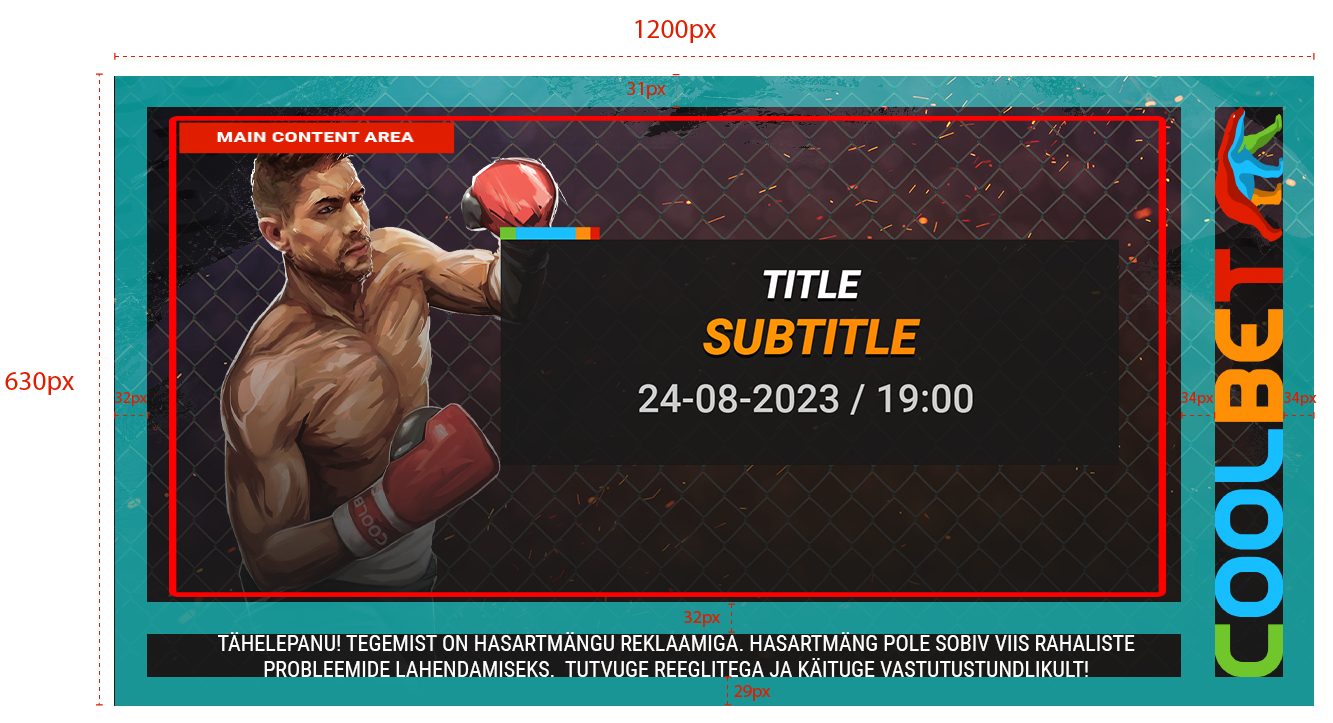 1200px
31px
MAIN CONTENT AREA
TITLE
SUBTITLE
24-08-2023 / 19:00
630px
32px
34px
34px
COOLBET
COOLB
32px
TÄHELEPANU! TEGEMIST ON HASARTMÄNGU REKLAAMIGA. HASARTMÄNG POLE SOBIV VIIS RAHALISTE
PROBLEEMIDE LAHENDAMISEKS. TUTVUGE REEGLITEGA JA KÄITUGE VASTUTUSTUNDLIKULT!
29px